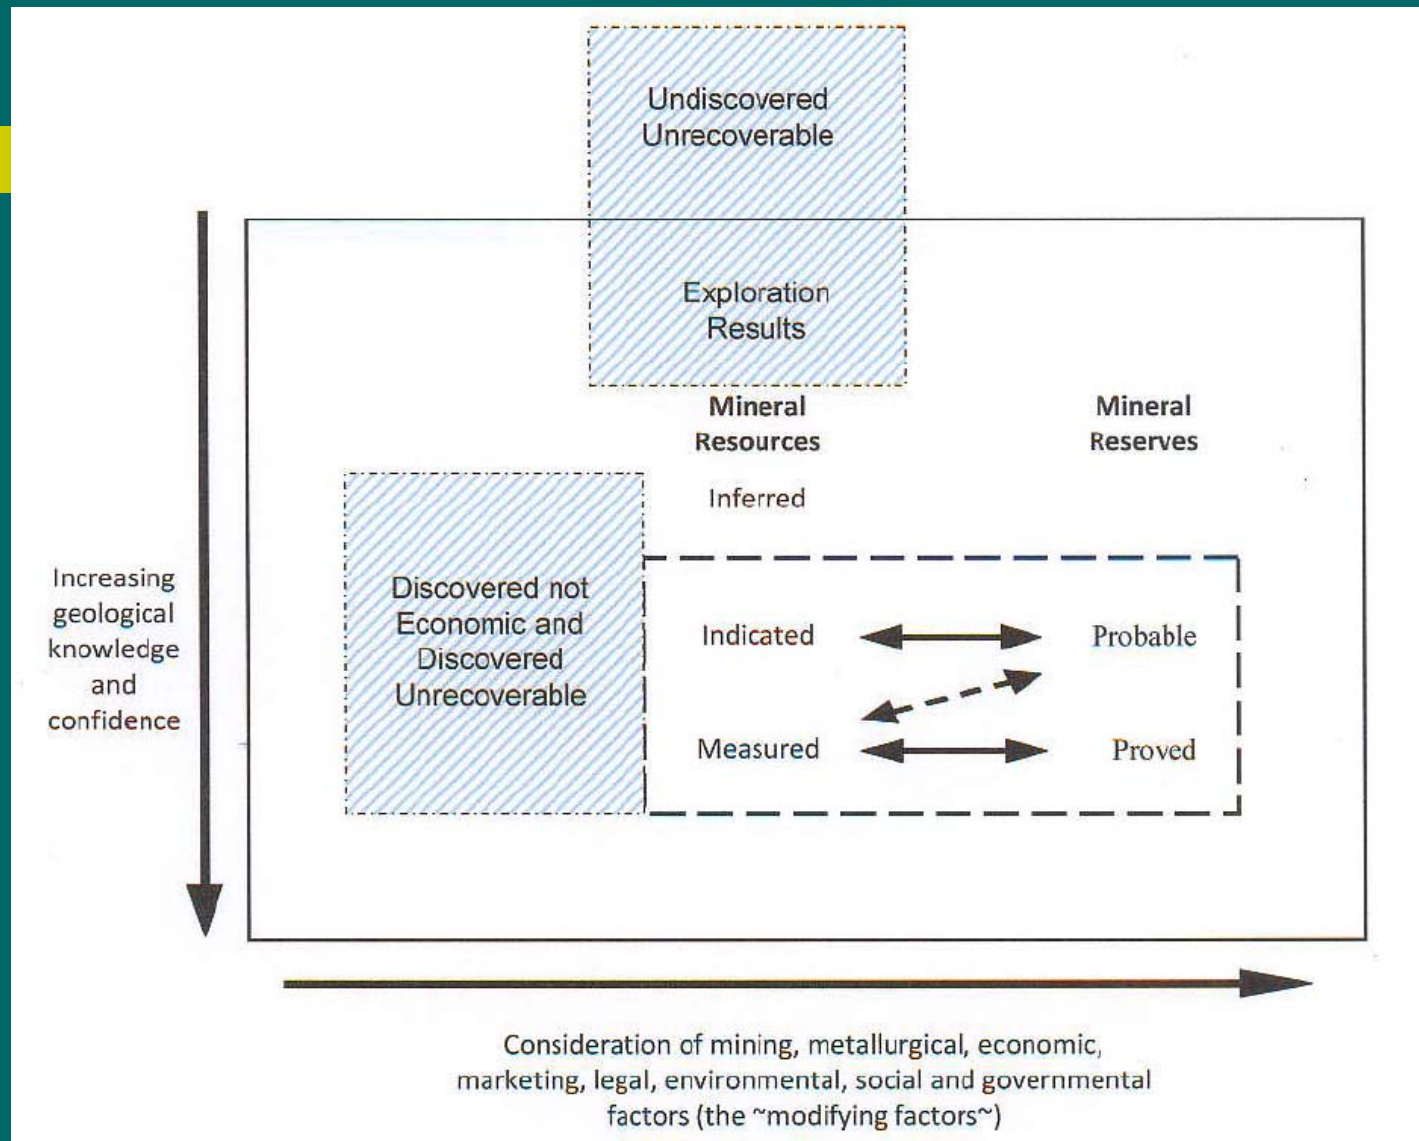 Undiscovered
Unrecoverable
Exploration
Results
Mineral
Resources
Mineral
Reserves
Inferred
Increasing
geological
knowledge
and
confidence
Discovered not
Economic and
Discovered
Unrecoverable
Indicated
Probable
Measured
Proved
Consideration of mining, metallurgical, economic,
marketing, legal, environmental, social and governmental
factors (the ~modifying factors~)